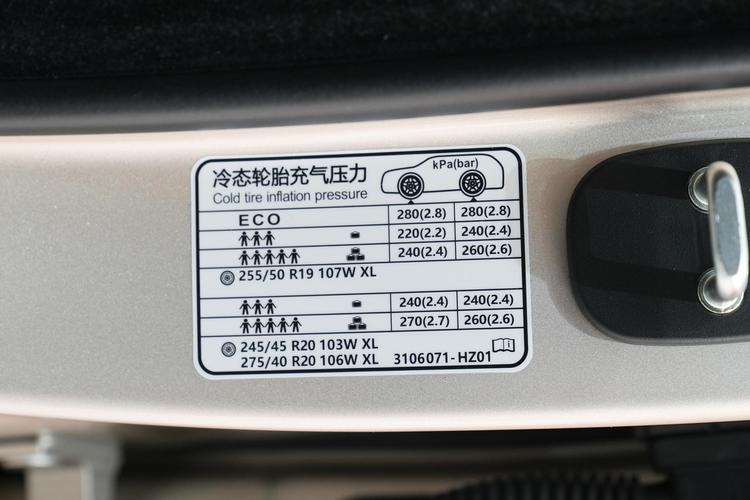 冷态轮胎充气压力 kPa(bar)
Cold tire inflation pressure
ECO 280(2.8) 280(2.8)
220(2.2) 240(2.4)
240(2.4) 260(2.6)
255/50 R19 107W XL
240(2.4) 240(2.4)
270(2.7) 260(2.6)
245/45 R20 103W XL
275/40 R20 106W XL 3106071-HZ01